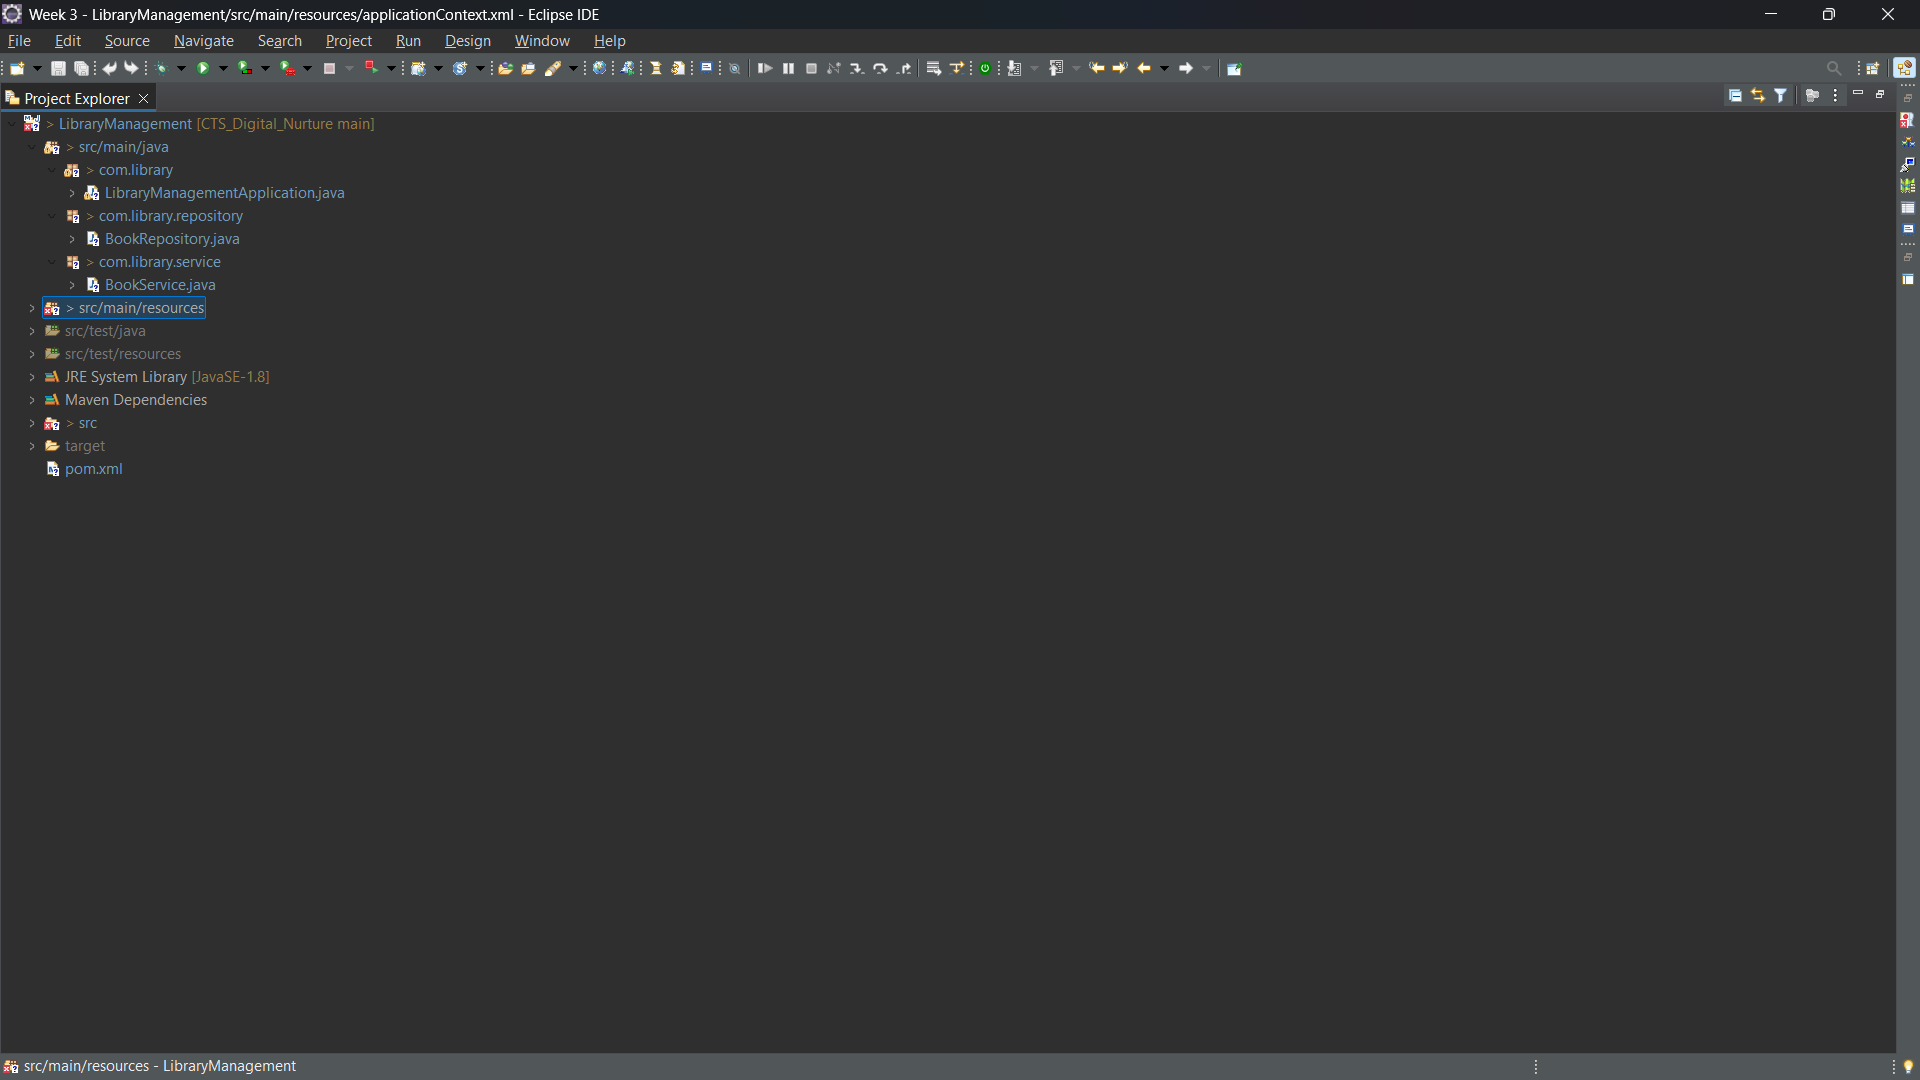 Week 3 - LibraryManagement/src/main/resources/applicationContext.xml - Eclipse IDE
File Edit Source Navigate Search Project Run Design Window Help
Project Explorer
> LibraryManagement [CTS_Digital_Nurture main]
> src/main/java
> com.library
LibraryManagementApplication.java
> com.library.repository
BookRepository.java
> com.library.service
BookService.java
> src/main/resources
src/test/java
src/test/resources
JRE System Library [JavaSE-1.8]
Maven Dependencies
> src
target
pom.xml
src/main/resources - LibraryManagement